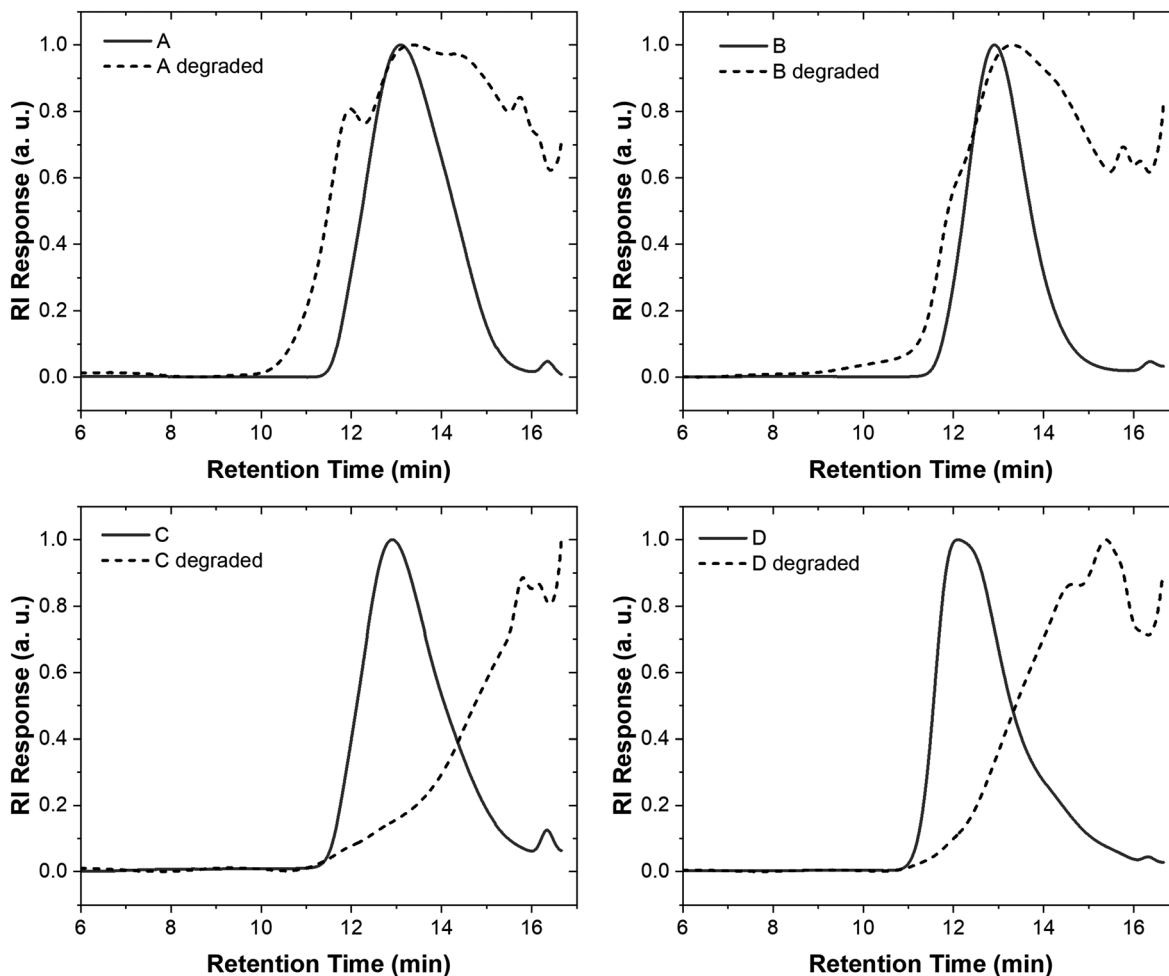 A
A degraded
1.0
0.8
0.6
0.4
0.2
0.0
RI Response (a. u.)
6 8 10 12 14 16
Retention Time (min)
B
B degraded
1.0
0.8
0.6
0.4
0.2
0.0
RI Response (a. u.)
6 8 10 12 14 16
Retention Time (min)
C
C degraded
1.0
0.8
0.6
0.4
0.2
0.0
RI Response (a. u.)
6 8 10 12 14 16
Retention Time (min)
D
D degraded
1.0
0.8
0.6
0.4
0.2
0.0
RI Response (a. u.)
6 8 10 12 14 16
Retention Time (min)